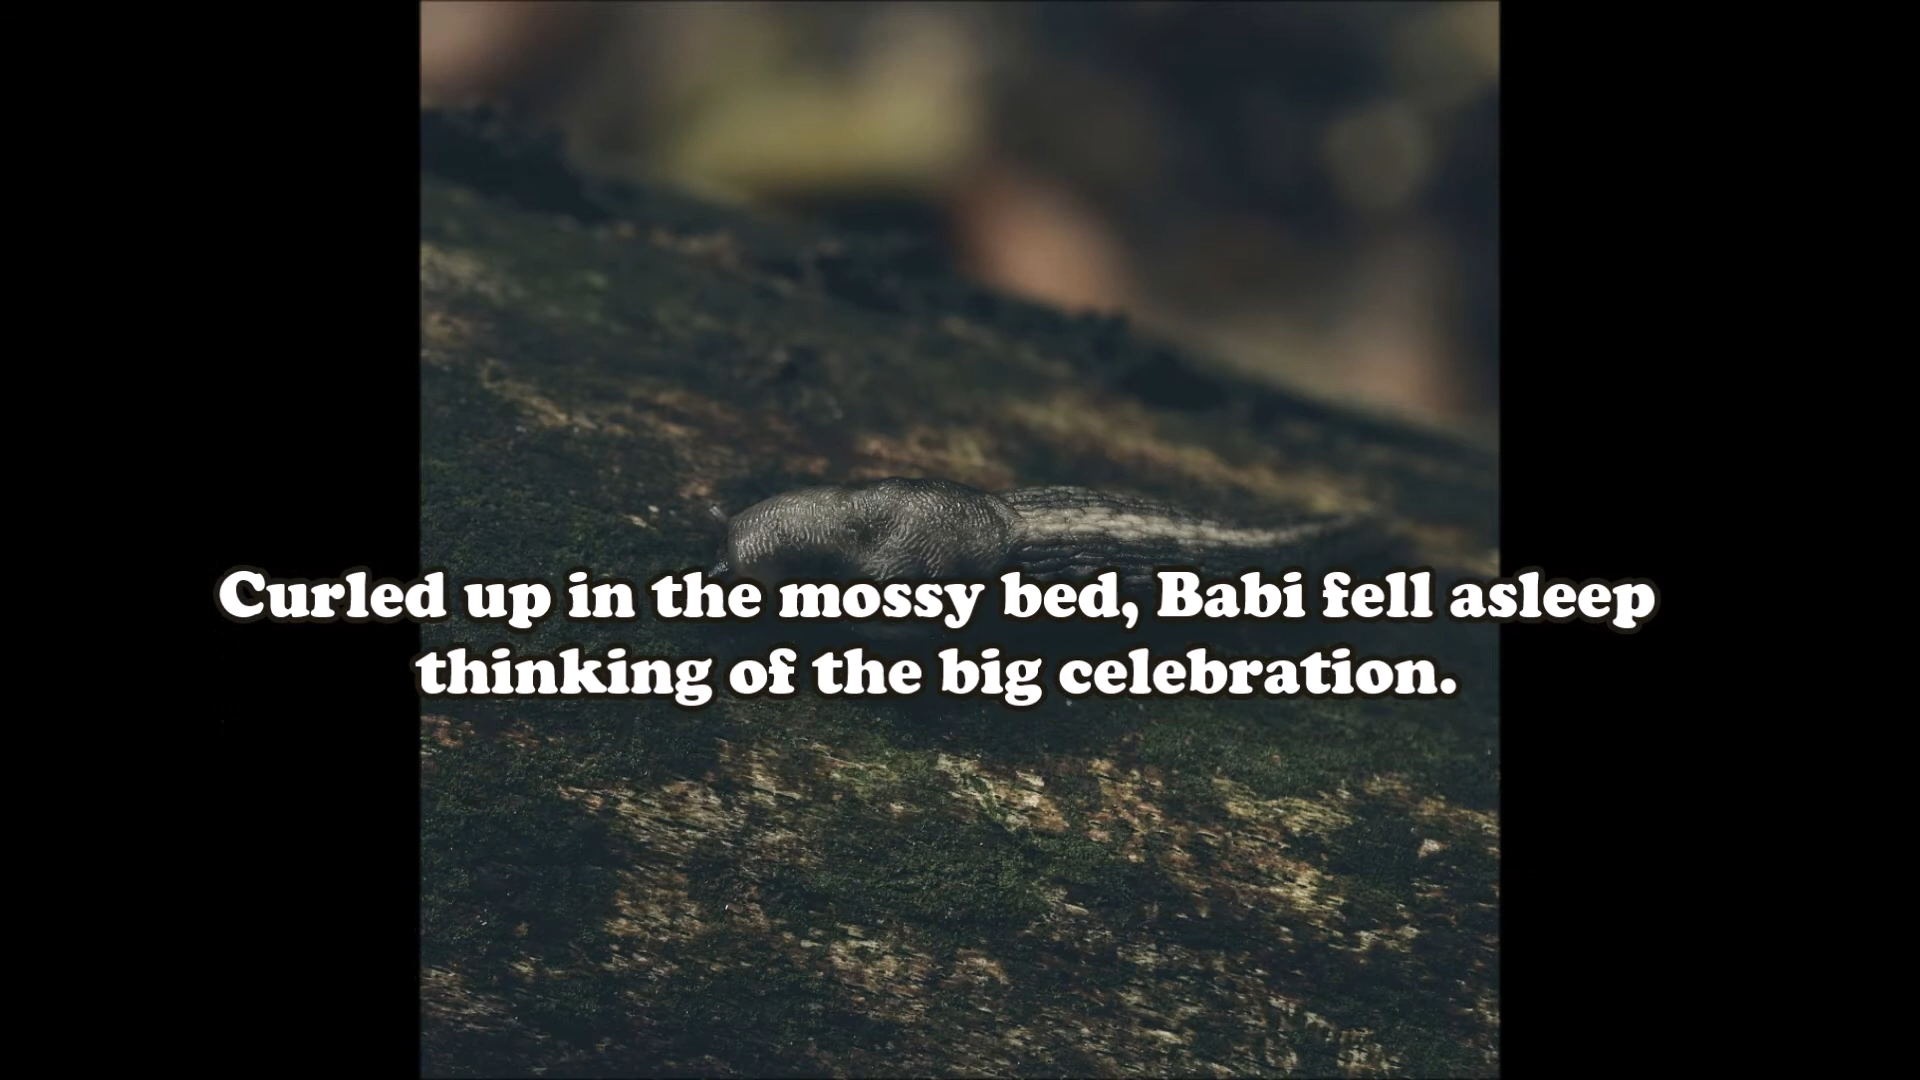 Curled up in the mossy bed, Babi fell asleep
thinking of the big celebration.